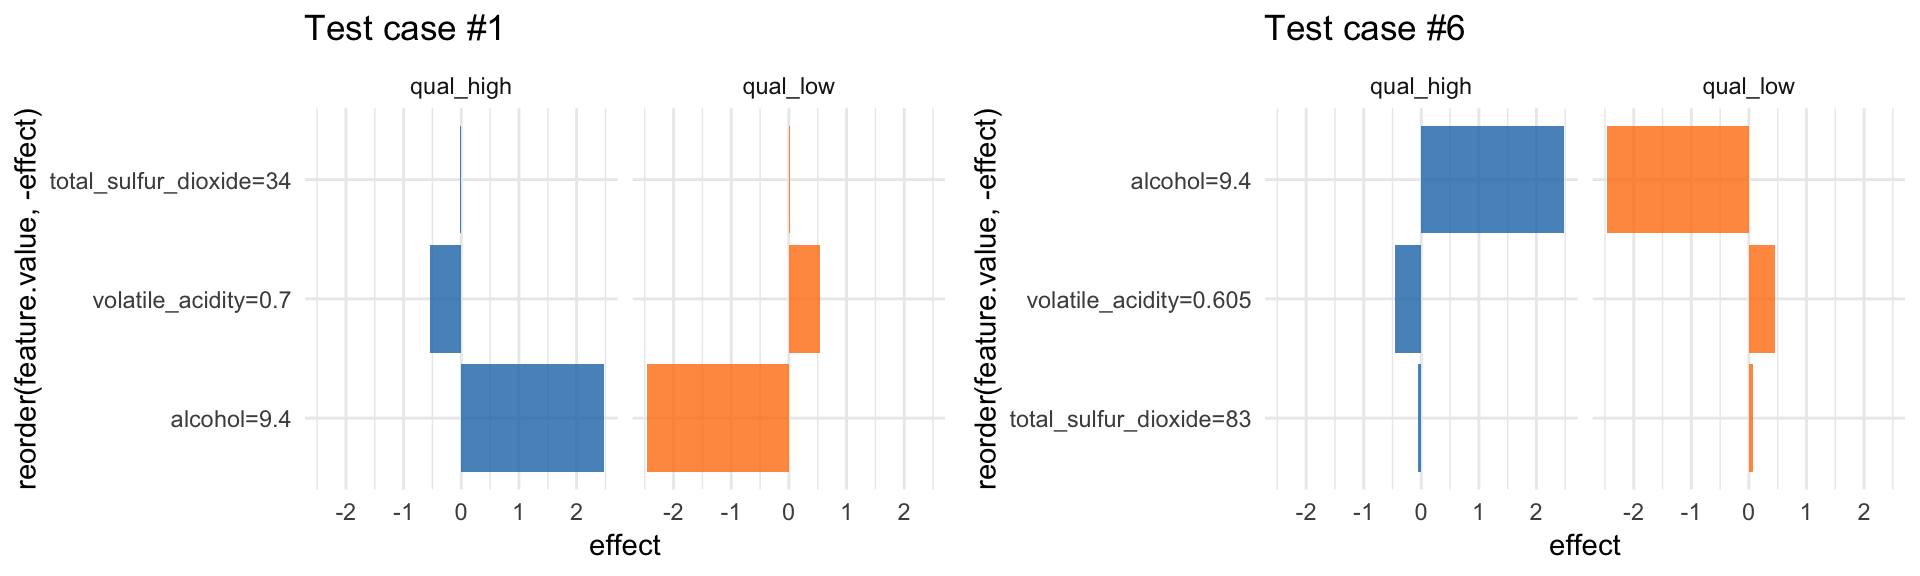 Test case #1
qual_high
qual_low
reorder(feature.value, -effect)
total_sulfur_dioxide=34
volatile_acidity=0.7
alcohol=9.4
-2 -1 0 1 2
-2 -1 0 1 2
effect
Test case #6
qual_high
qual_low
reorder(feature.value, -effect)
alcohol=9.4
volatile_acidity=0.605
total_sulfur_dioxide=83
-2 -1 0 1 2
-2 -1 0 1 2
effect